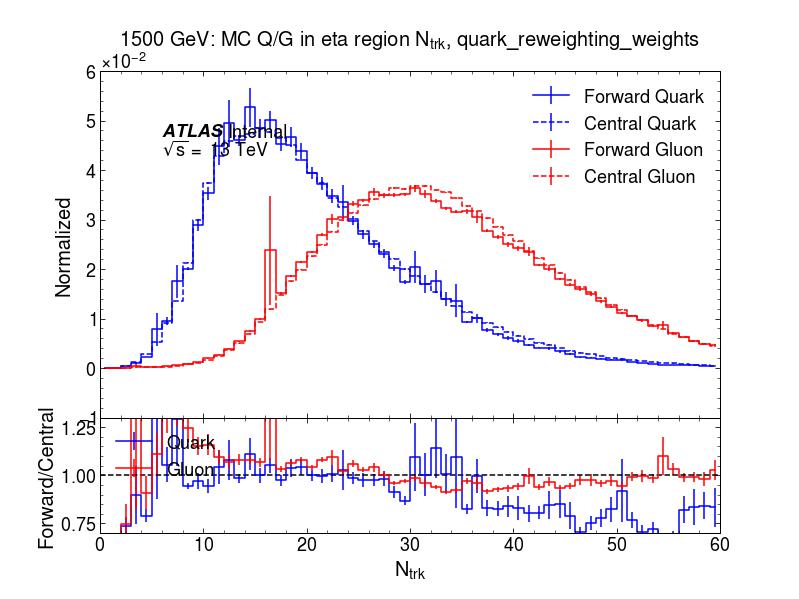 1500 GeV: MC Q/G in eta region N_trk, quark_reweighting_weights
×10⁻²
6
5
4
3
2
1
0
−1
Normalized
ATLAS Internal
√s = 13 TeV
Forward Quark
Central Quark
Forward Gluon
Central Gluon
1.25
1.00
0.75
Forward/Central
Quark
Gluon
0 10 20 30 40 50 60
N_trk